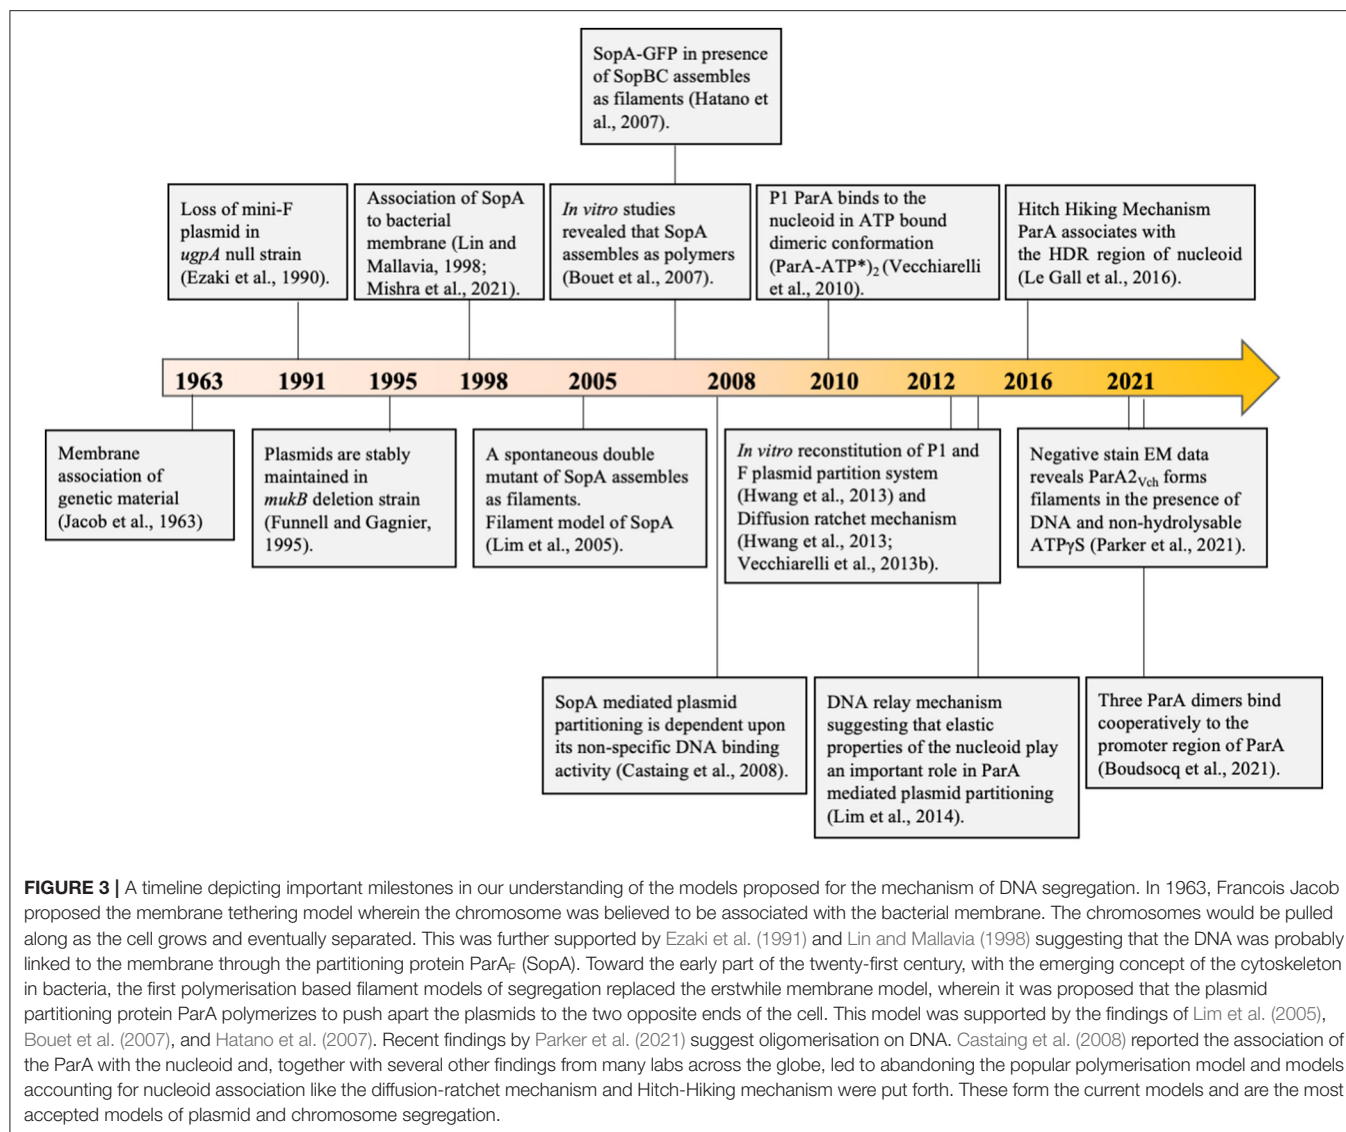 SopA-GFP in presence
of SopBC assembles
as filaments (Hatano et
al., 2007).
Loss of mini-F
plasmid in
ugpA null strain
(Ezaki et al., 1990).
Association of SopA
to bacterial
membrane (Lin and
Mallavia, 1998;
Mishra et al., 2021).
In vitro studies
revealed that SopA
assembles as polymers
(Bouet et al., 2007).
P1 ParA binds to the
nucleoid in ATP bound
dimeric conformation
(ParA-ATP*)₂ (Vecchiarelli
et al., 2010).
Hitch Hiking Mechanism
ParA associates with
the HDR region of nucleoid
(Le Gall et al., 2016).
1963 1991 1995 1998 2005 2008 2010 2012 2016 2021
Membrane
association of
genetic material
(Jacob et al., 1963)
Plasmids are stably
maintained in
mukB deletion strain
(Funnell and Gagnier,
1995).
A spontaneous double
mutant of SopA assembles
as filaments.
Filament model of SopA
(Lim et al., 2005).
In vitro reconstitution of P1 and
F plasmid partition system
(Hwang et al., 2013) and
Diffusion ratchet mechanism
(Hwang et al., 2013;
Vecchiarelli et al., 2013b).
Negative stain EM data
reveals ParA2Vch forms
filaments in the presence of
DNA and non-hydrolysable
ATPγS (Parker et al., 2021).
SopA mediated plasmid
partitioning is dependent upon
its non-specific DNA binding
activity (Castaing et al., 2008).
DNA relay mechanism
suggesting that elastic
properties of the nucleoid play
an important role in ParA
mediated plasmid partitioning
(Lim et al., 2014).
Three ParA dimers bind
cooperatively to the
promoter region of ParA
(Boudsocq et al., 2021).
FIGURE 3 | A timeline depicting important milestones in our understanding of the models proposed for the mechanism of DNA segregation. In 1963, Francois Jacob
proposed the membrane tethering model wherein the chromosome was believed to be associated with the bacterial membrane. The chromosomes would be pulled
along as the cell grows and eventually separated. This was further supported by Ezaki et al. (1991) and Lin and Mallavia (1998) suggesting that the DNA was probably
linked to the membrane through the partitioning protein ParAF (SopA). Toward the early part of the twenty-first century, with the emerging concept of the cytoskeleton
in bacteria, the first polymerisation based filament models of segregation replaced the erstwhile membrane model, wherein it was proposed that the plasmid
partitioning protein ParA polymerizes to push apart the plasmids to the two opposite ends of the cell. This model was supported by the findings of Lim et al. (2005),
Bouet et al. (2007), and Hatano et al. (2007). Recent findings by Parker et al. (2021) suggest oligomerisation on DNA. Castaing et al. (2008) reported the association of
the ParA with the nucleoid and, together with several other findings from many labs across the globe, led to abandoning the popular polymerisation model and models
accounting for nucleoid association like the diffusion-ratchet mechanism and Hitch-Hiking mechanism were put forth. These form the current models and are the most
accepted models of plasmid and chromosome segregation.